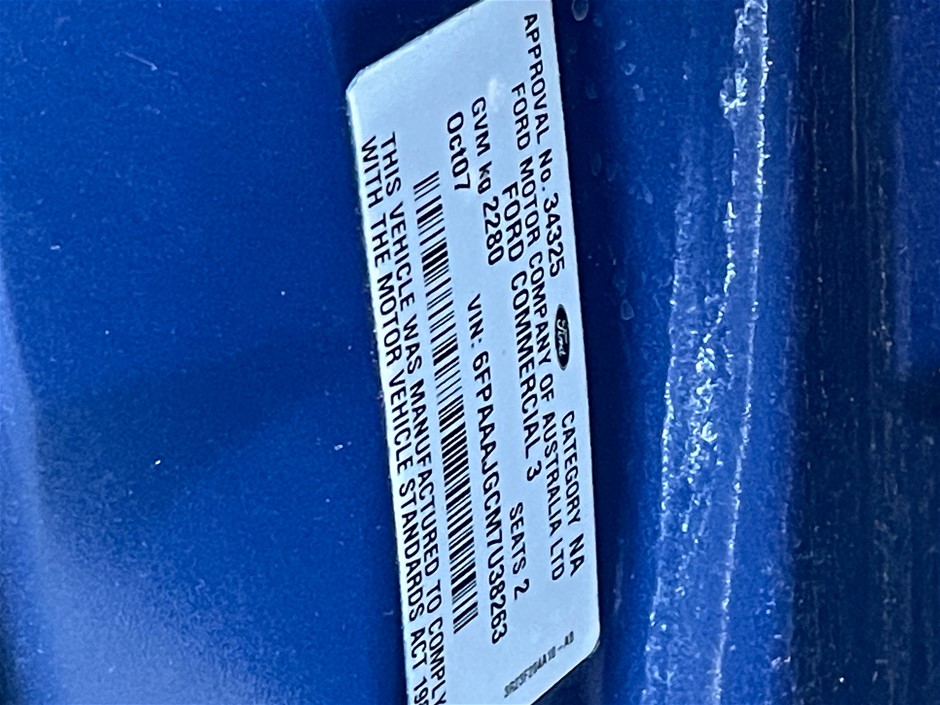 APPROVAL No. 34325 Ford CATEGORY NA
FORD MOTOR COMPANY OF AUSTRALIA LTD
FORD COMMERCIAL 3
GVM kg 2280 SEATS 2
Oct07 VIN: 6FPAAAJGCM7U38263
THIS VEHICLE WAS MANUFACTURED TO COMPLY
WITH THE MOTOR VEHICLE STANDARDS ACT